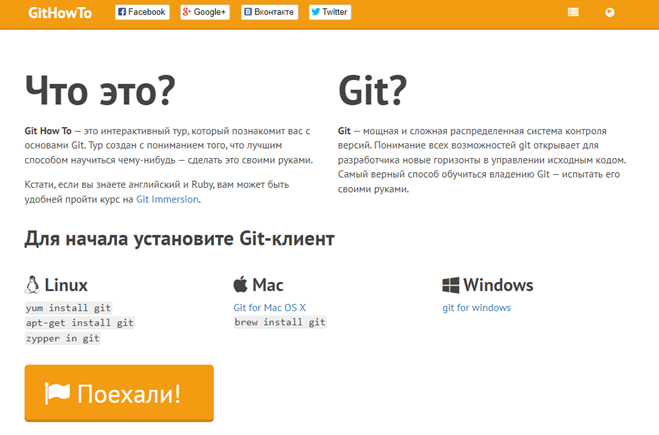 GitHowTo
Facebook
Google+
Вконтакте
Twitter
Что это?
Git How To — это интерактивный тур, который познакомит вас с
основами Git. Тур создан с пониманием того, что лучшим
способом научиться чему-нибудь — сделать это своими руками.
Кстати, если вы знаете английский и Ruby, вам может быть
удобней пройти курс на Git Immersion.
Git?
Git — мощная и сложная распределенная система контроля
версий. Понимание всех возможностей git открывает для
разработчика новые горизонты в управлении исходным кодом.
Самый верный способ обучиться владению Git — испытать его
своими руками.
Для начала установите Git-клиент
Linux
yum install git
apt-get install git
zypper in git
Mac
Git for Mac OS X
brew install git
Windows
git for windows
Поехали!